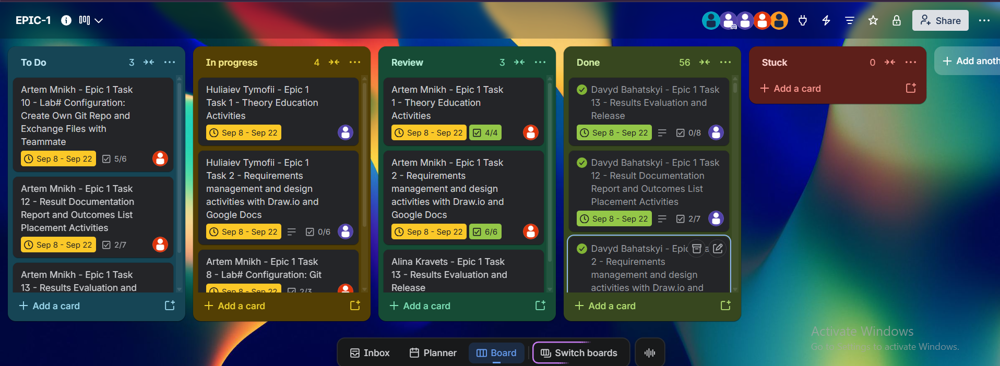 EPIC-1
Share
To Do 3
Artem Mnikh - Epic 1 Task
10 - Lab# Configuration:
Create Own Git Repo and
Exchange Files with
Teammate
Sep 8 - Sep 22 5/6
Artem Mnikh - Epic 1 Task
12 - Result Documentation
Report and Outcomes List
Placement Activities
Sep 8 - Sep 22 2/7
Artem Mnikh - Epic 1 Task
13 - Results Evaluation and
Add a card
In progress 4
Huliaiev Tymofii - Epic 1
Task 1 - Theory Education
Activities
Sep 8 - Sep 22
Huliaiev Tymofii - Epic 1
Task 2 - Requirements
management and design
activities with Draw.io and
Google Docs
Sep 8 - Sep 22 0/6
Artem Mnikh - Epic 1 Task
8 - Lab# Configuration: Git
Sep 8 - Sep 22 2/3
Add a card
Review 3
Artem Mnikh - Epic 1 Task
1 - Theory Education
Activities
Sep 8 - Sep 22 4/4
Artem Mnikh - Epic 1 Task
2 - Requirements
management and design
activities with Draw.io and
Google Docs
Sep 8 - Sep 22 6/6
Alina Kravets - Epic 1 Task
13 - Results Evaluation and
Release
Add a card
Done 56
Davyd Bahatskyi - Epic 1 Task
13 - Results Evaluation and
Release
Sep 8 - Sep 22 0/8
Davyd Bahatskyi - Epic 1 Task
12 - Result Documentation
Report and Outcomes List
Placement Activities
Sep 8 - Sep 22 2/7
Davyd Bahatskyi - Epic
2 - Requirements
management and design
activities with Draw.io and
Add a card
Stuck 0
Add a card
Add anoth
Activate Windows
Go to Settings to activate Windows.
Inbox Planner Board Switch boards